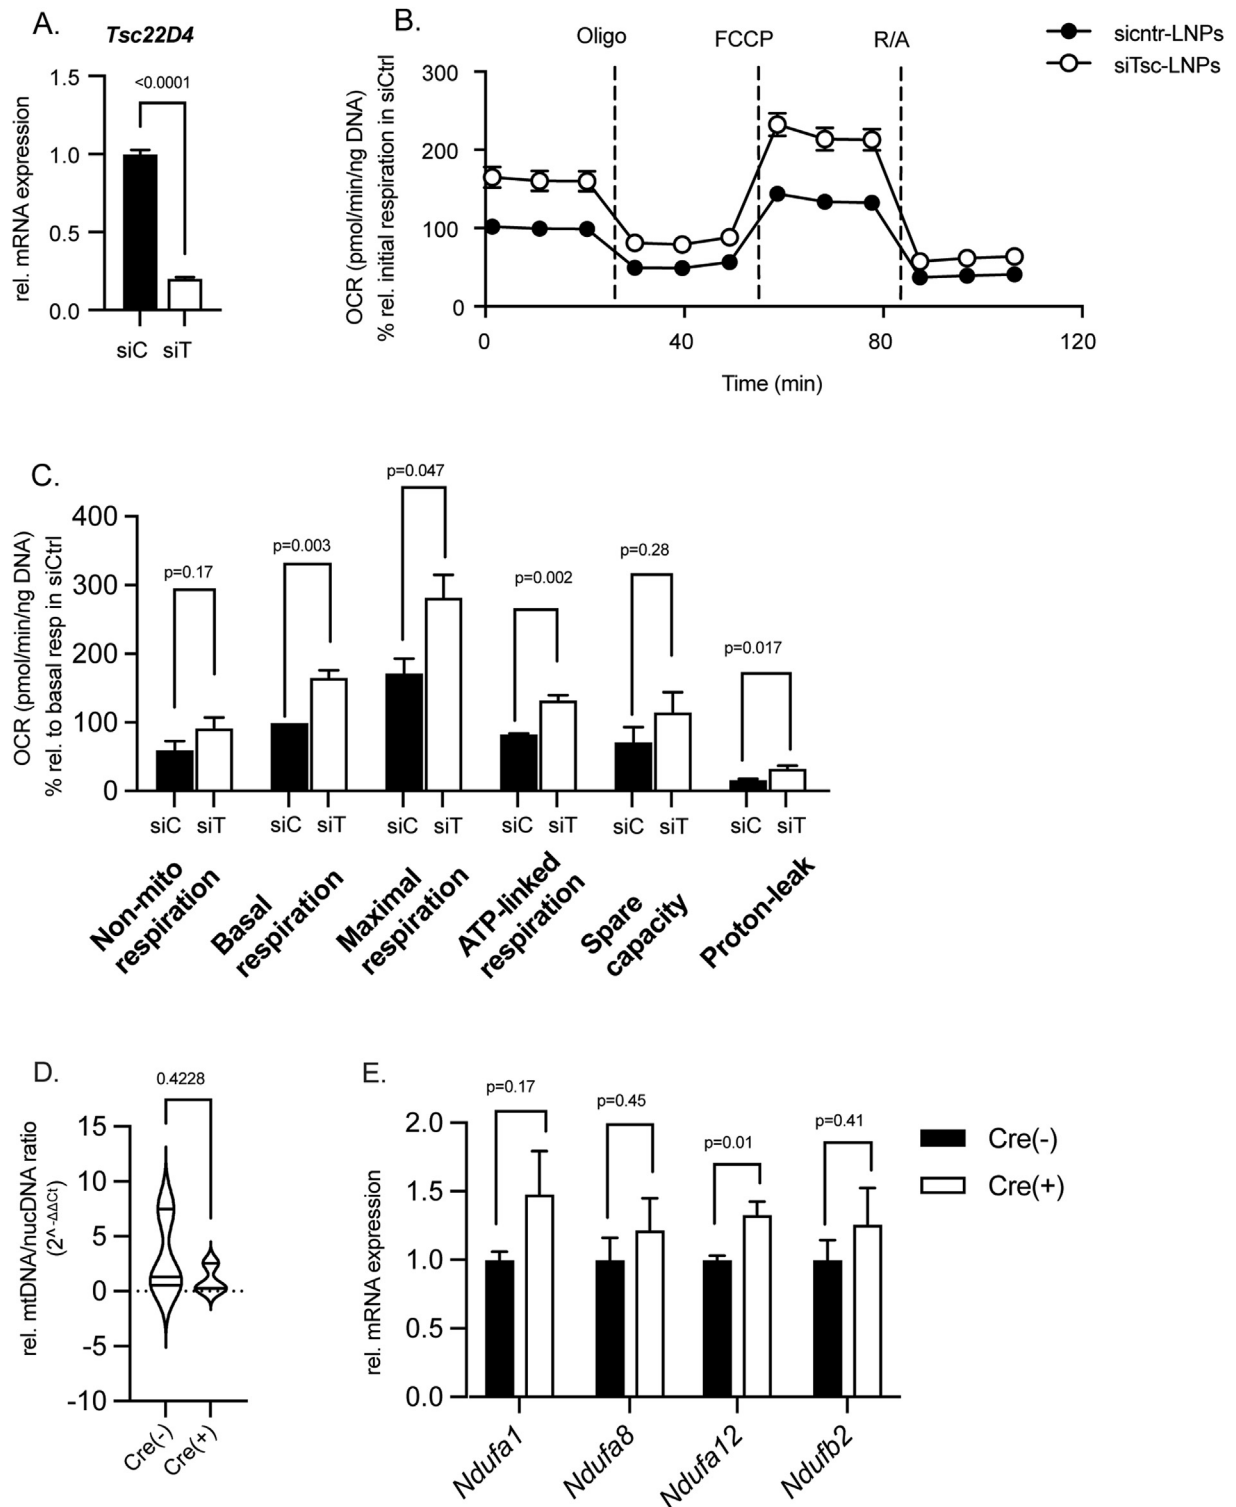 A.
Tsc22D4
<0.0001
rel. mRNA expression
1.5
1.0
0.5
0.0
siC siT
B.
Oligo FCCP R/A
sicntr-LNPs
siTsc-LNPs
OCR (pmol/min/ng DNA)
% rel. initial respiration in siCtrl
300
200
100
0
0 40 80 120
Time (min)
C.
OCR (pmol/min/ng DNA)
% rel. to basal resp in siCtrl
400
300
200
100
0
p=0.17
p=0.003
p=0.047
p=0.002
p=0.28
p=0.017
siC siT siC siT siC siT siC siT siC siT siC siT
Non-mito
respiration
Basal
respiration
Maximal
respiration
ATP-linked
respiration
Spare
capacity
Proton-leak
D.
0.4228
rel. mtDNA/nucDNA ratio
(2^-ΔΔCt)
15
10
5
0
-5
-10
Cre(-)
Cre(+)
E.
rel. mRNA expression
2.0
1.5
1.0
0.5
0.0
p=0.17
p=0.45
p=0.01
p=0.41
Cre(-)
Cre(+)
Ndufa1
Ndufa8
Ndufa12
Ndufb2